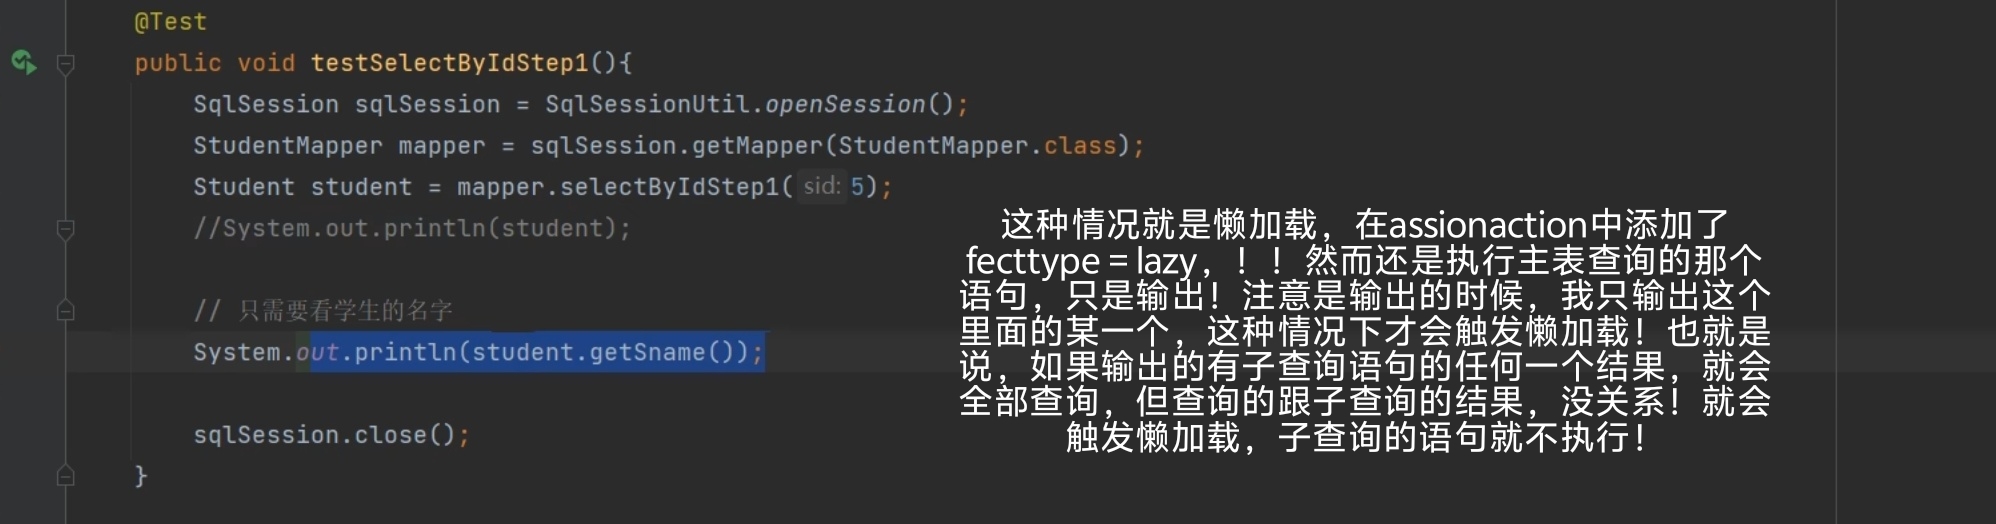 @Test
public void testSelectByIdStep1(){
SqlSession sqlSession = SqlSessionUtil.openSession();
StudentMapper mapper = sqlSession.getMapper(StudentMapper.class);
Student student = mapper.selectByIdStep1( sid: 5);
//System.out.println(student);
// 只需要看学生的名字
System.out.println(student.getSname());
sqlSession.close();
}
这种情况就是懒加载，在assionaction中添加了
fecttype = lazy，！！然而还是执行主表查询的那个
语句，只是输出！注意是输出的时候，我只输出这个
里面的某一个，这种情况下才会触发懒加载！也就是
说，如果输出的有子查询语句的任何一个结果，就会
全部查询，但查询的跟子查询的结果，没关系！就会
触发懒加载，子查询的语句就不执行！